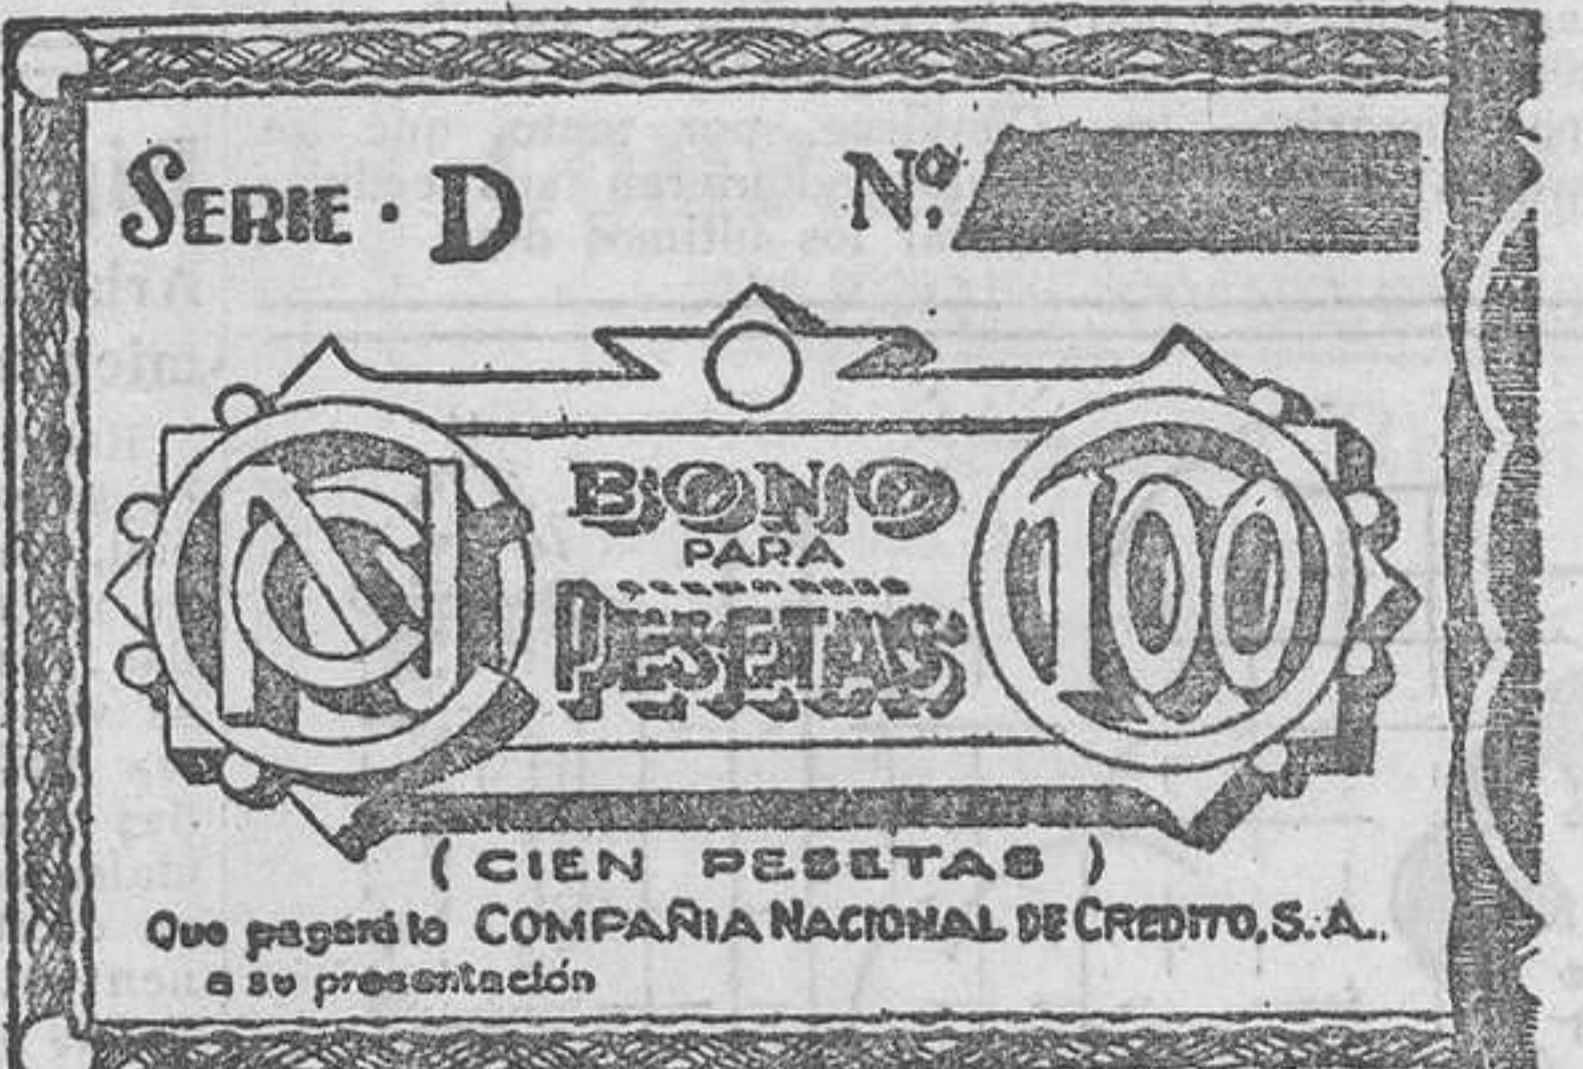 SERIE · D Nº.
BONO
PARA
PESETAS
100
(CIEN PESETAS)
Que pagará la COMPAÑIA NACIONAL DE CREDITO, S. A.,
a su presentación